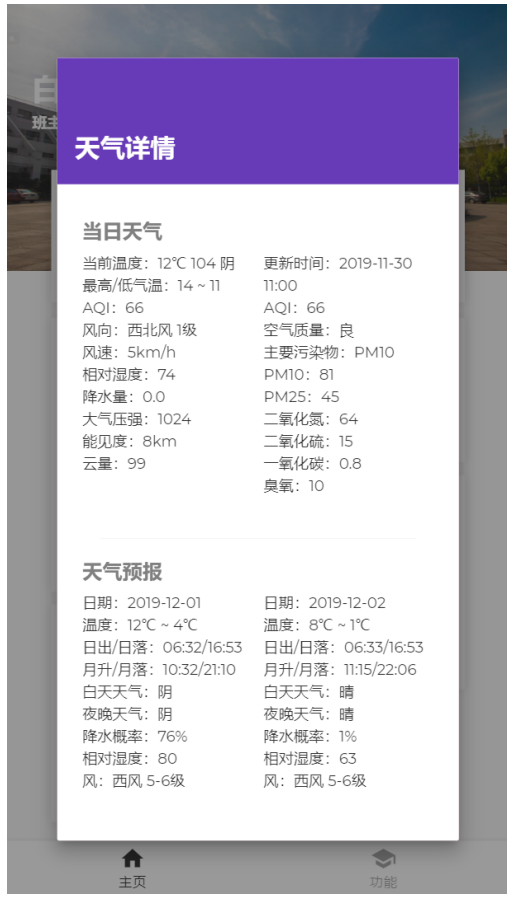 白
班主
天气详情
当日天气
当前温度：12℃ 104 阴
最高/低气温：14 ~ 11
AQI：66
风向：西北风 1级
风速：5km/h
相对湿度：74
降水量：0.0
大气压强：1024
能见度：8km
云量：99
更新时间：2019-11-30
11:00
AQI：66
空气质量：良
主要污染物：PM10
PM10：81
PM25：45
二氧化氮：64
二氧化硫：15
一氧化碳：0.8
臭氧：10
天气预报
日期：2019-12-01
温度：12℃ ~ 4℃
日出/日落：06:32/16:53
月升/月落：10:32/21:10
白天天气：阴
夜晚天气：阴
降水概率：76%
相对湿度：80
风：西风 5-6级
日期：2019-12-02
温度：8℃ ~ 1℃
日出/日落：06:33/16:53
月升/月落：11:15/22:06
白天天气：晴
夜晚天气：晴
降水概率：1%
相对湿度：63
风：西风 5-6级
主页
功能